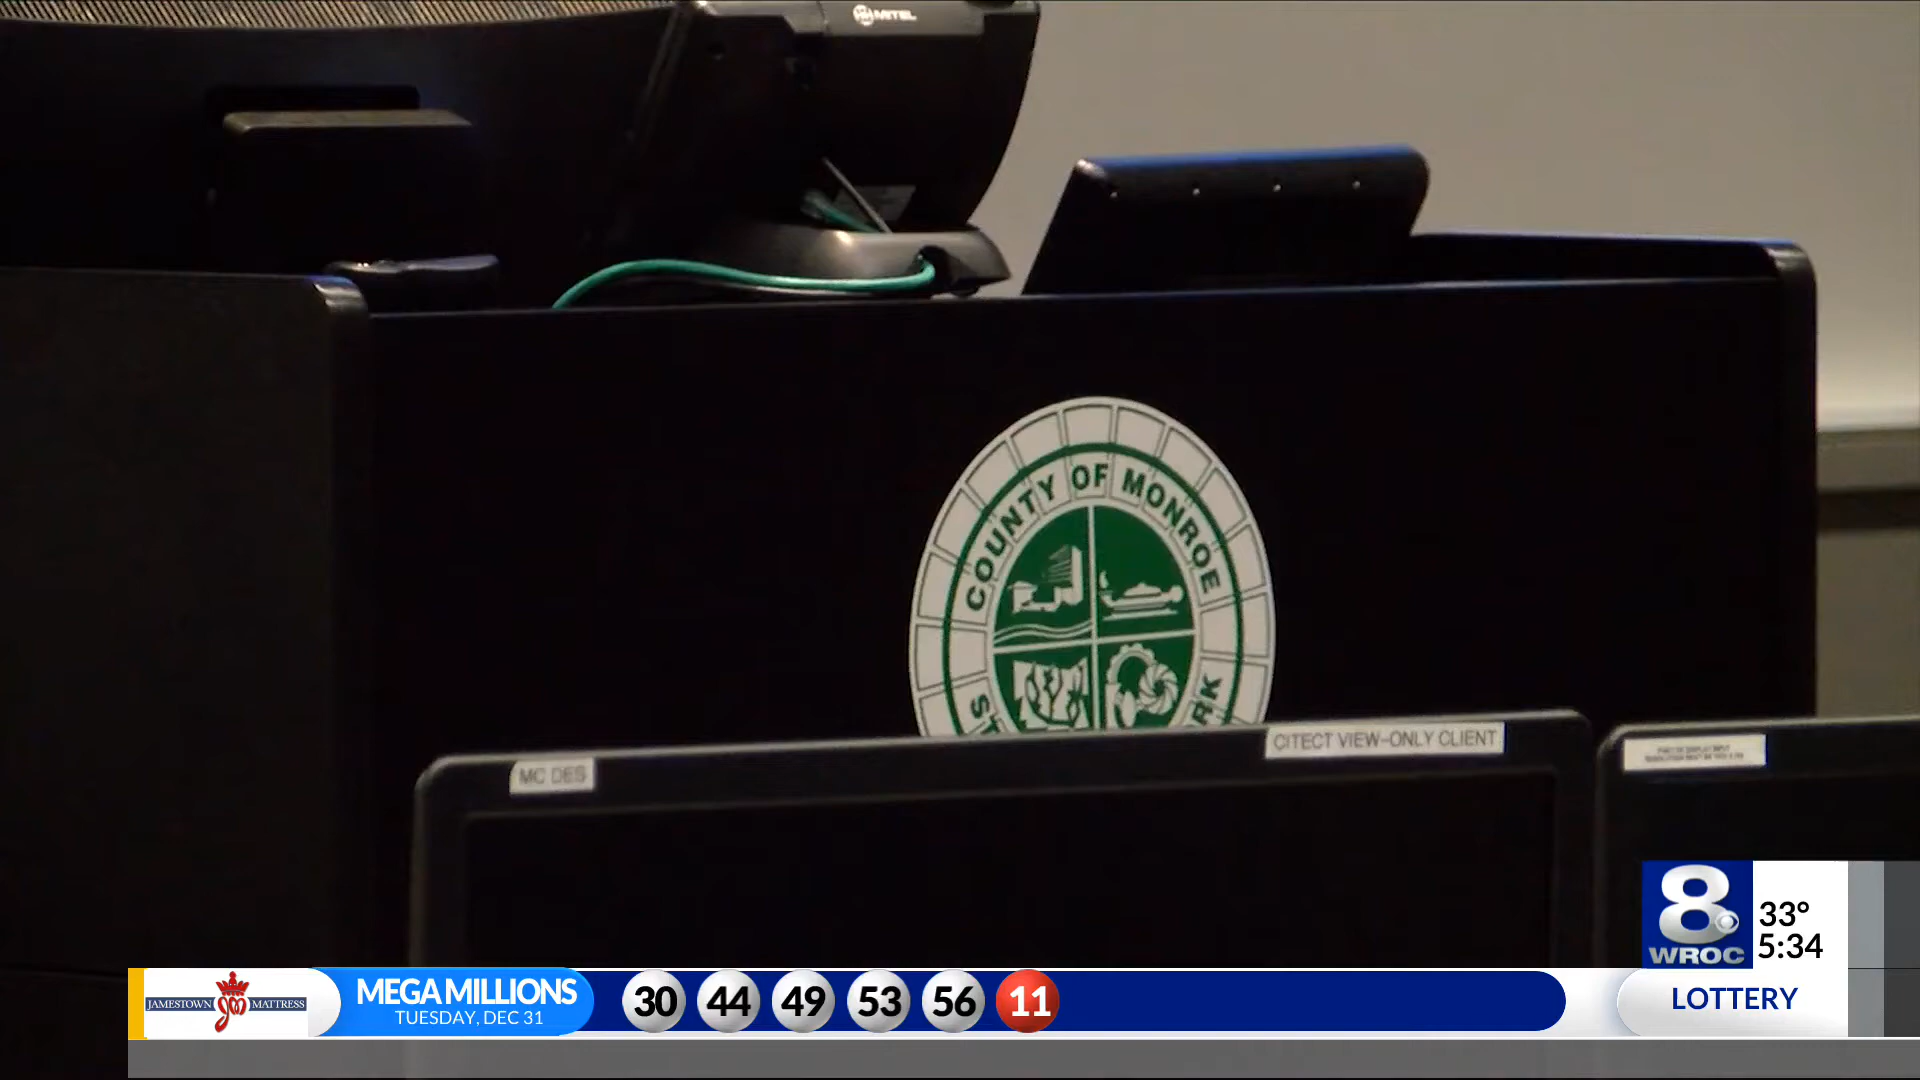 MITEL
COUNTY OF MONROE
MC DES
CITECT VIEW-ONLY CLIENT
8
WROC
33°
5:34
JAMESTOWN MATTRESS
MEGA MILLIONS
TUESDAY, DEC 31
30 44 49 53 56 11
LOTTERY